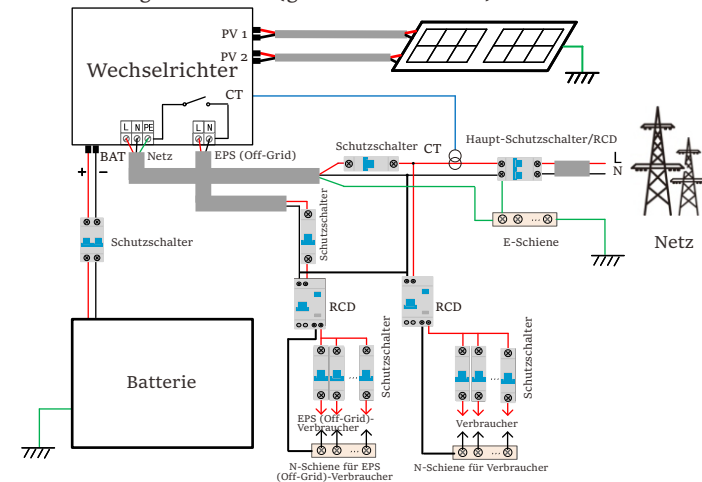 PV 1
PV 2
Wechselrichter
CT
L N PE
L N
BAT
Netz
EPS (Off-Grid)
+ −
Schutzschalter
CT
Haupt-Schutzschalter/RCD
L
N
Schutzschalter
E-Schiene
Netz
Schutzschalter
RCD
RCD
Batterie
Schutzschalter
Schutzschalter
EPS (Off-Grid)-
Verbraucher
Verbraucher
N-Schiene für EPS
(Off-Grid)-Verbraucher
N-Schiene für Verbraucher